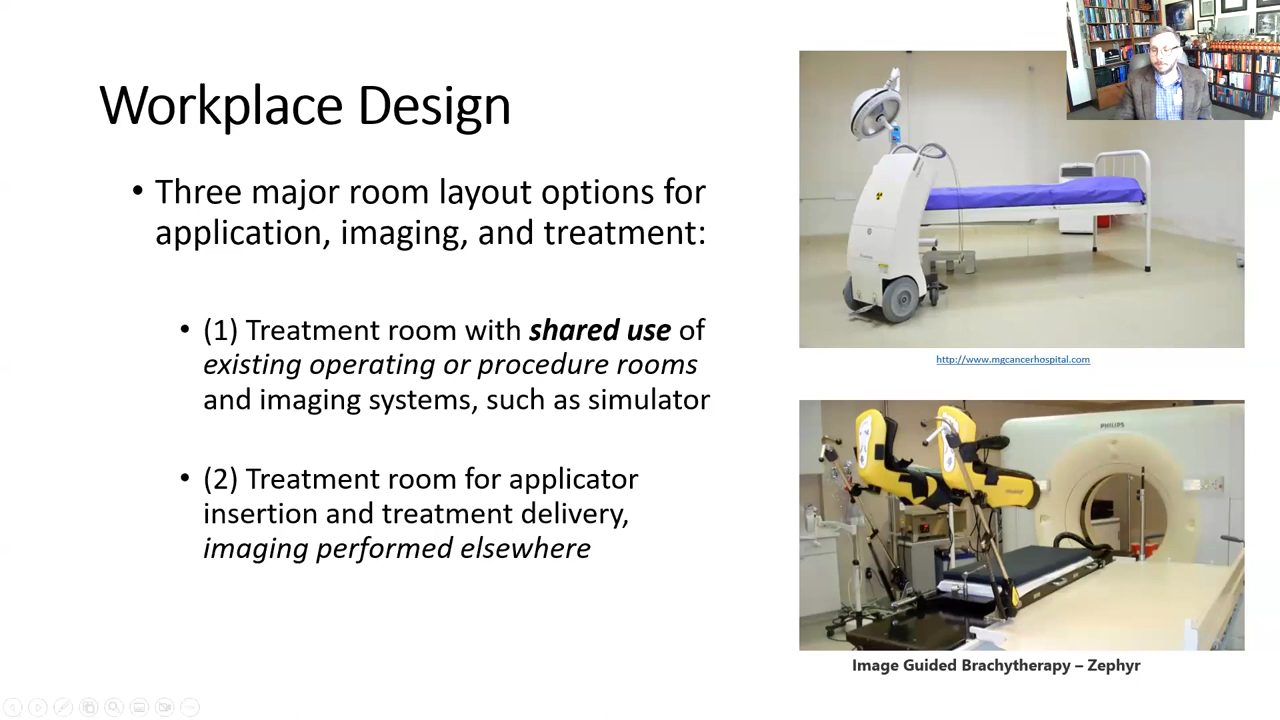 Workplace Design
• Three major room layout options for
application, imaging, and treatment:
• (1) Treatment room with shared use of
existing operating or procedure rooms
and imaging systems, such as simulator
• (2) Treatment room for applicator
insertion and treatment delivery,
imaging performed elsewhere
http://www.mgcancerhospital.com
PHILIPS
Image Guided Brachytherapy – Zephyr